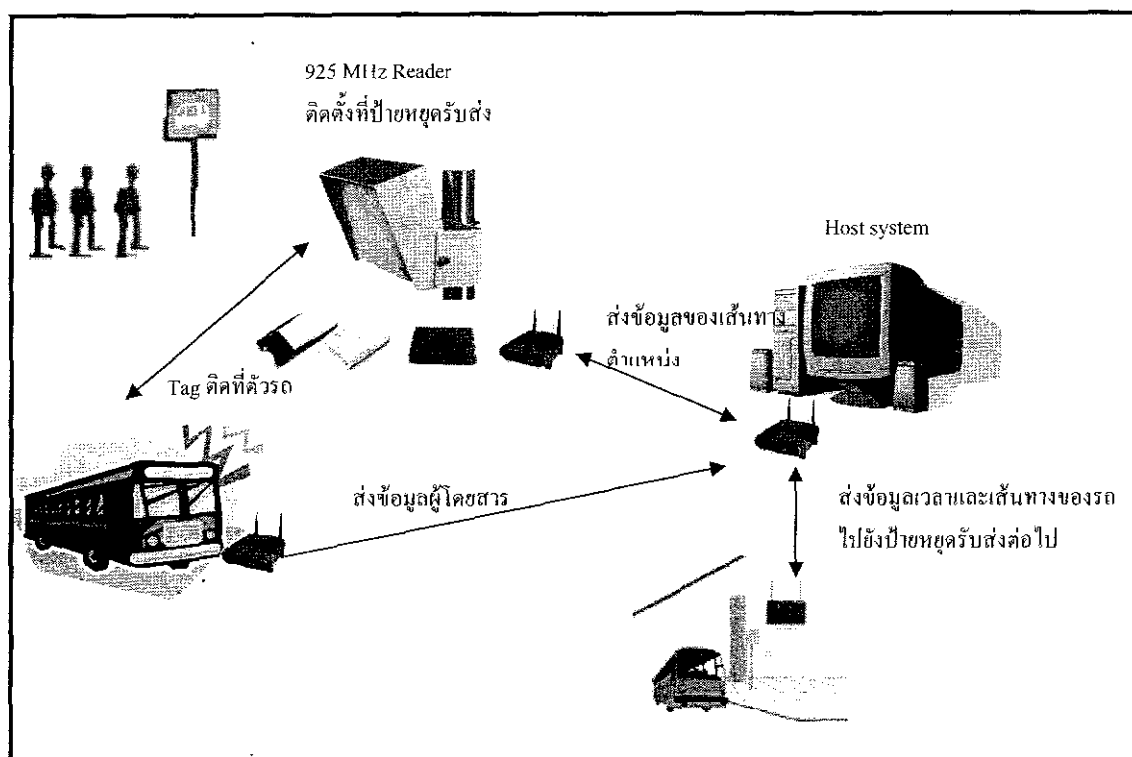 925 MHz Reader
ติดตั้งที่ป้ายหยุดรับส่ง
Host system
ส่งข้อมูลของเส้นทาง
ตำแหน่ง
Tag ติดที่ตัวรถ
ส่งข้อมูลผู้โดยสาร
ส่งข้อมูลเวลาและเส้นทางของรถ
ไปยังป้ายหยุดรับส่งต่อไป